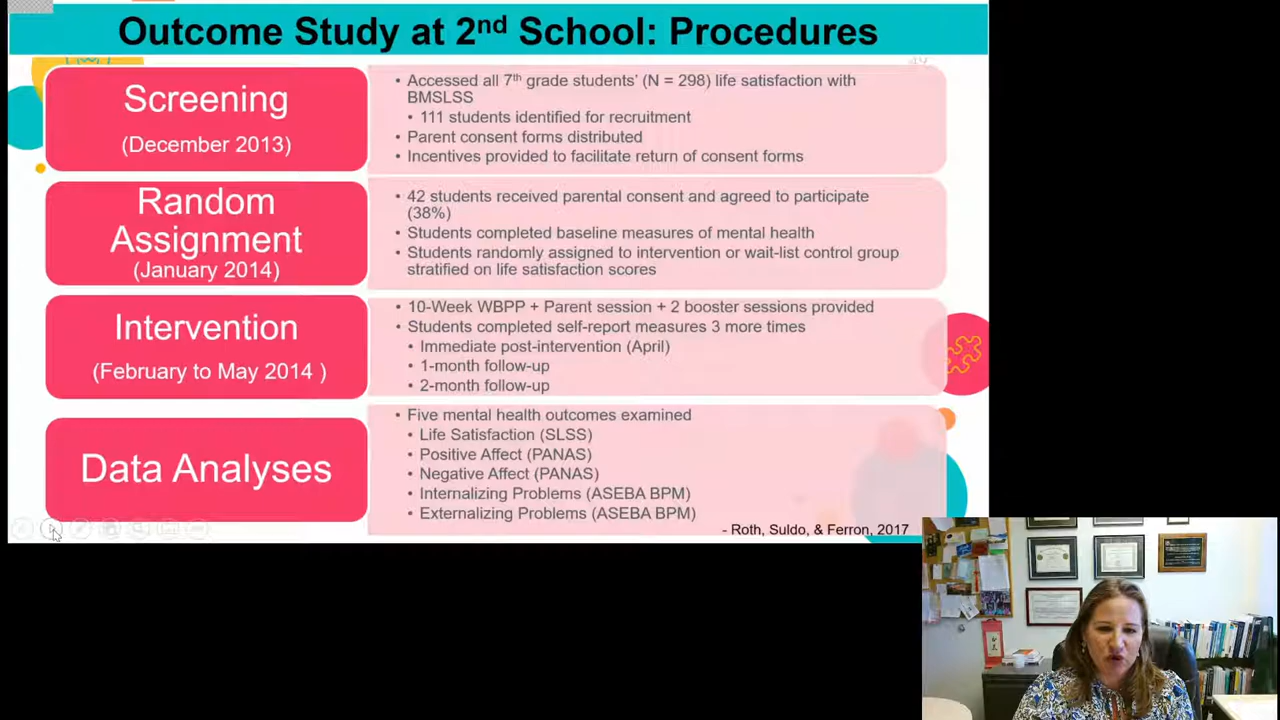 Outcome Study at 2nd School: Procedures
Screening
(December 2013)
• Accessed all 7th grade students' (N = 298) life satisfaction with
BMSLSS
• 111 students identified for recruitment
• Parent consent forms distributed
• Incentives provided to facilitate return of consent forms
Random
Assignment
(January 2014)
• 42 students received parental consent and agreed to participate
(38%)
• Students completed baseline measures of mental health
• Students randomly assigned to intervention or wait-list control group
stratified on life satisfaction scores
Intervention
(February to May 2014 )
• 10-Week WBPP + Parent session + 2 booster sessions provided
• Students completed self-report measures 3 more times
• Immediate post-intervention (April)
• 1-month follow-up
• 2-month follow-up
Data Analyses
• Five mental health outcomes examined
• Life Satisfaction (SLSS)
• Positive Affect (PANAS)
• Negative Affect (PANAS)
• Internalizing Problems (ASEBA BPM)
• Externalizing Problems (ASEBA BPM)
- Roth, Suldo, & Ferron, 2017